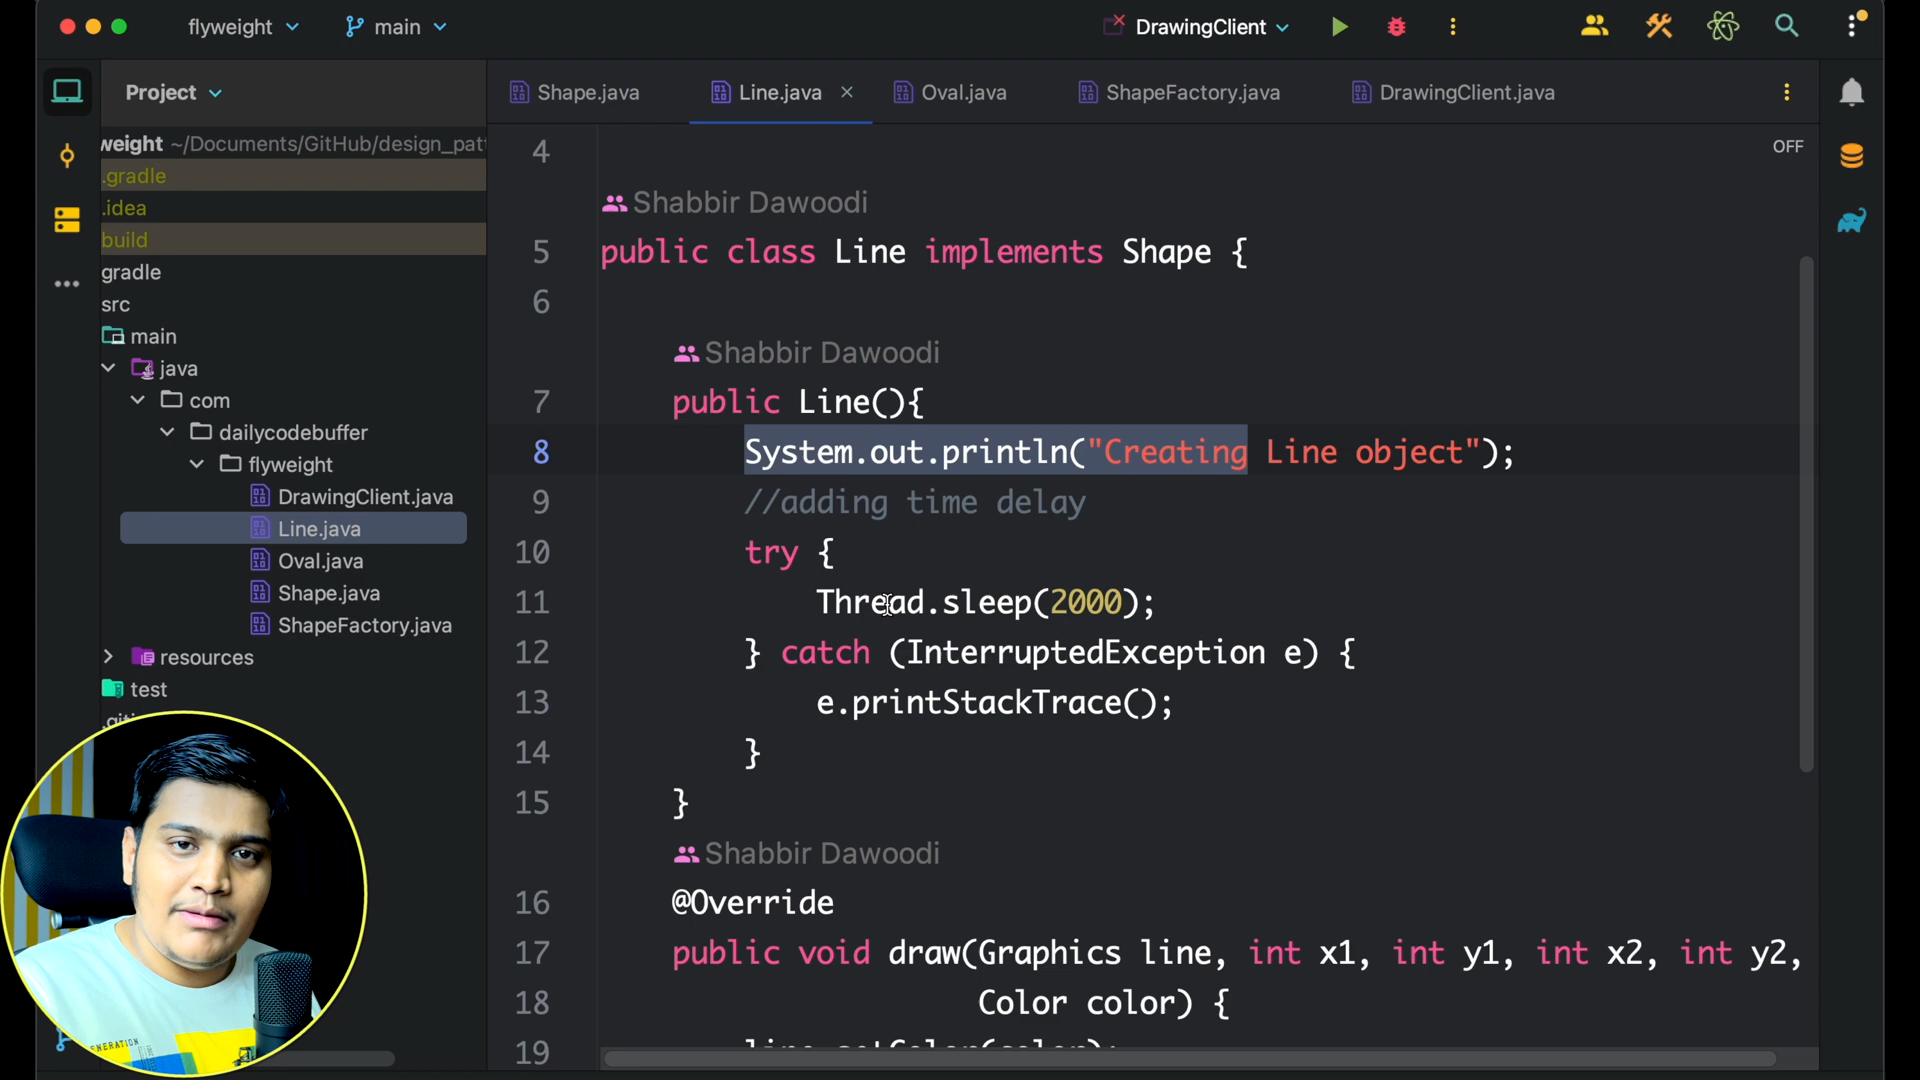 flyweight
main
DrawingClient
Project
Shape.java
Line.java
Oval.java
ShapeFactory.java
DrawingClient.java
weight ~/Documents/GitHub/design_pat
.gradle
.idea
build
gradle
src
main
java
com
dailycodebuffer
flyweight
DrawingClient.java
Line.java
Oval.java
Shape.java
ShapeFactory.java
resources
test
OFF
4
Shabbir Dawoodi
5 public class Line implements Shape {
6
Shabbir Dawoodi
7 public Line(){
8 System.out.println("Creating Line object");
9 //adding time delay
10 try {
11 Thread.sleep(2000);
12 } catch (InterruptedException e) {
13 e.printStackTrace();
14 }
15 }
Shabbir Dawoodi
16 @Override
17 public void draw(Graphics line, int x1, int y1, int x2, int y2,
18 Color color) {
19 line.setColor(color);